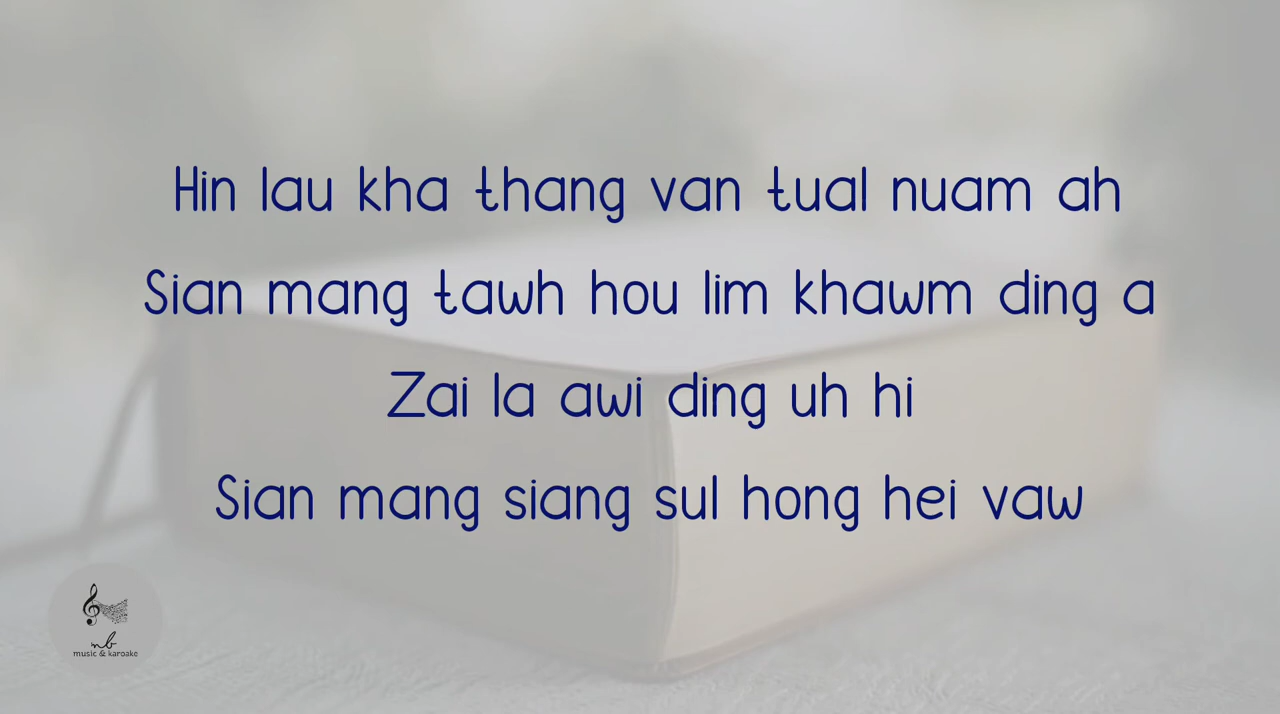 Hin lau kha thang van tual nuam ah
Sian mang tawh hou lim khawm ding a
Zai la awi ding uh hi
Sian mang siang sul hong hei vaw
mb
music & karoake